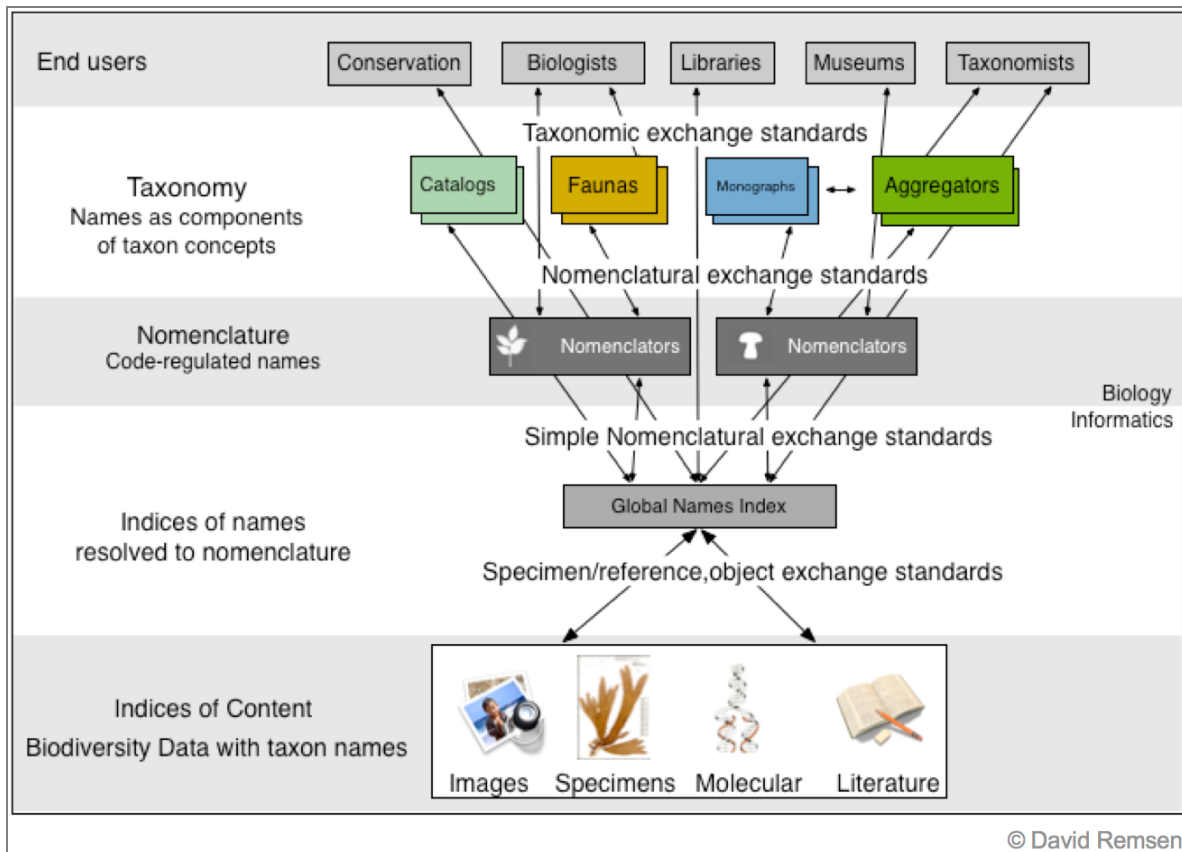 End users
Conservation
Biologists
Libraries
Museums
Taxonomists
Taxonomic exchange standards
Taxonomy
Names as components
of taxon concepts
Catalogs
Faunas
Monographs
Aggregators
Nomenclatural exchange standards
Nomenclature
Code-regulated names
Nomenclators
Nomenclators
Biology
Informatics
Simple Nomenclatural exchange standards
Indices of names
resolved to nomenclature
Global Names Index
Specimen/reference,object exchange standards
Indices of Content
Biodiversity Data with taxon names
Images
Specimens
Molecular
Literature
© David Remsen